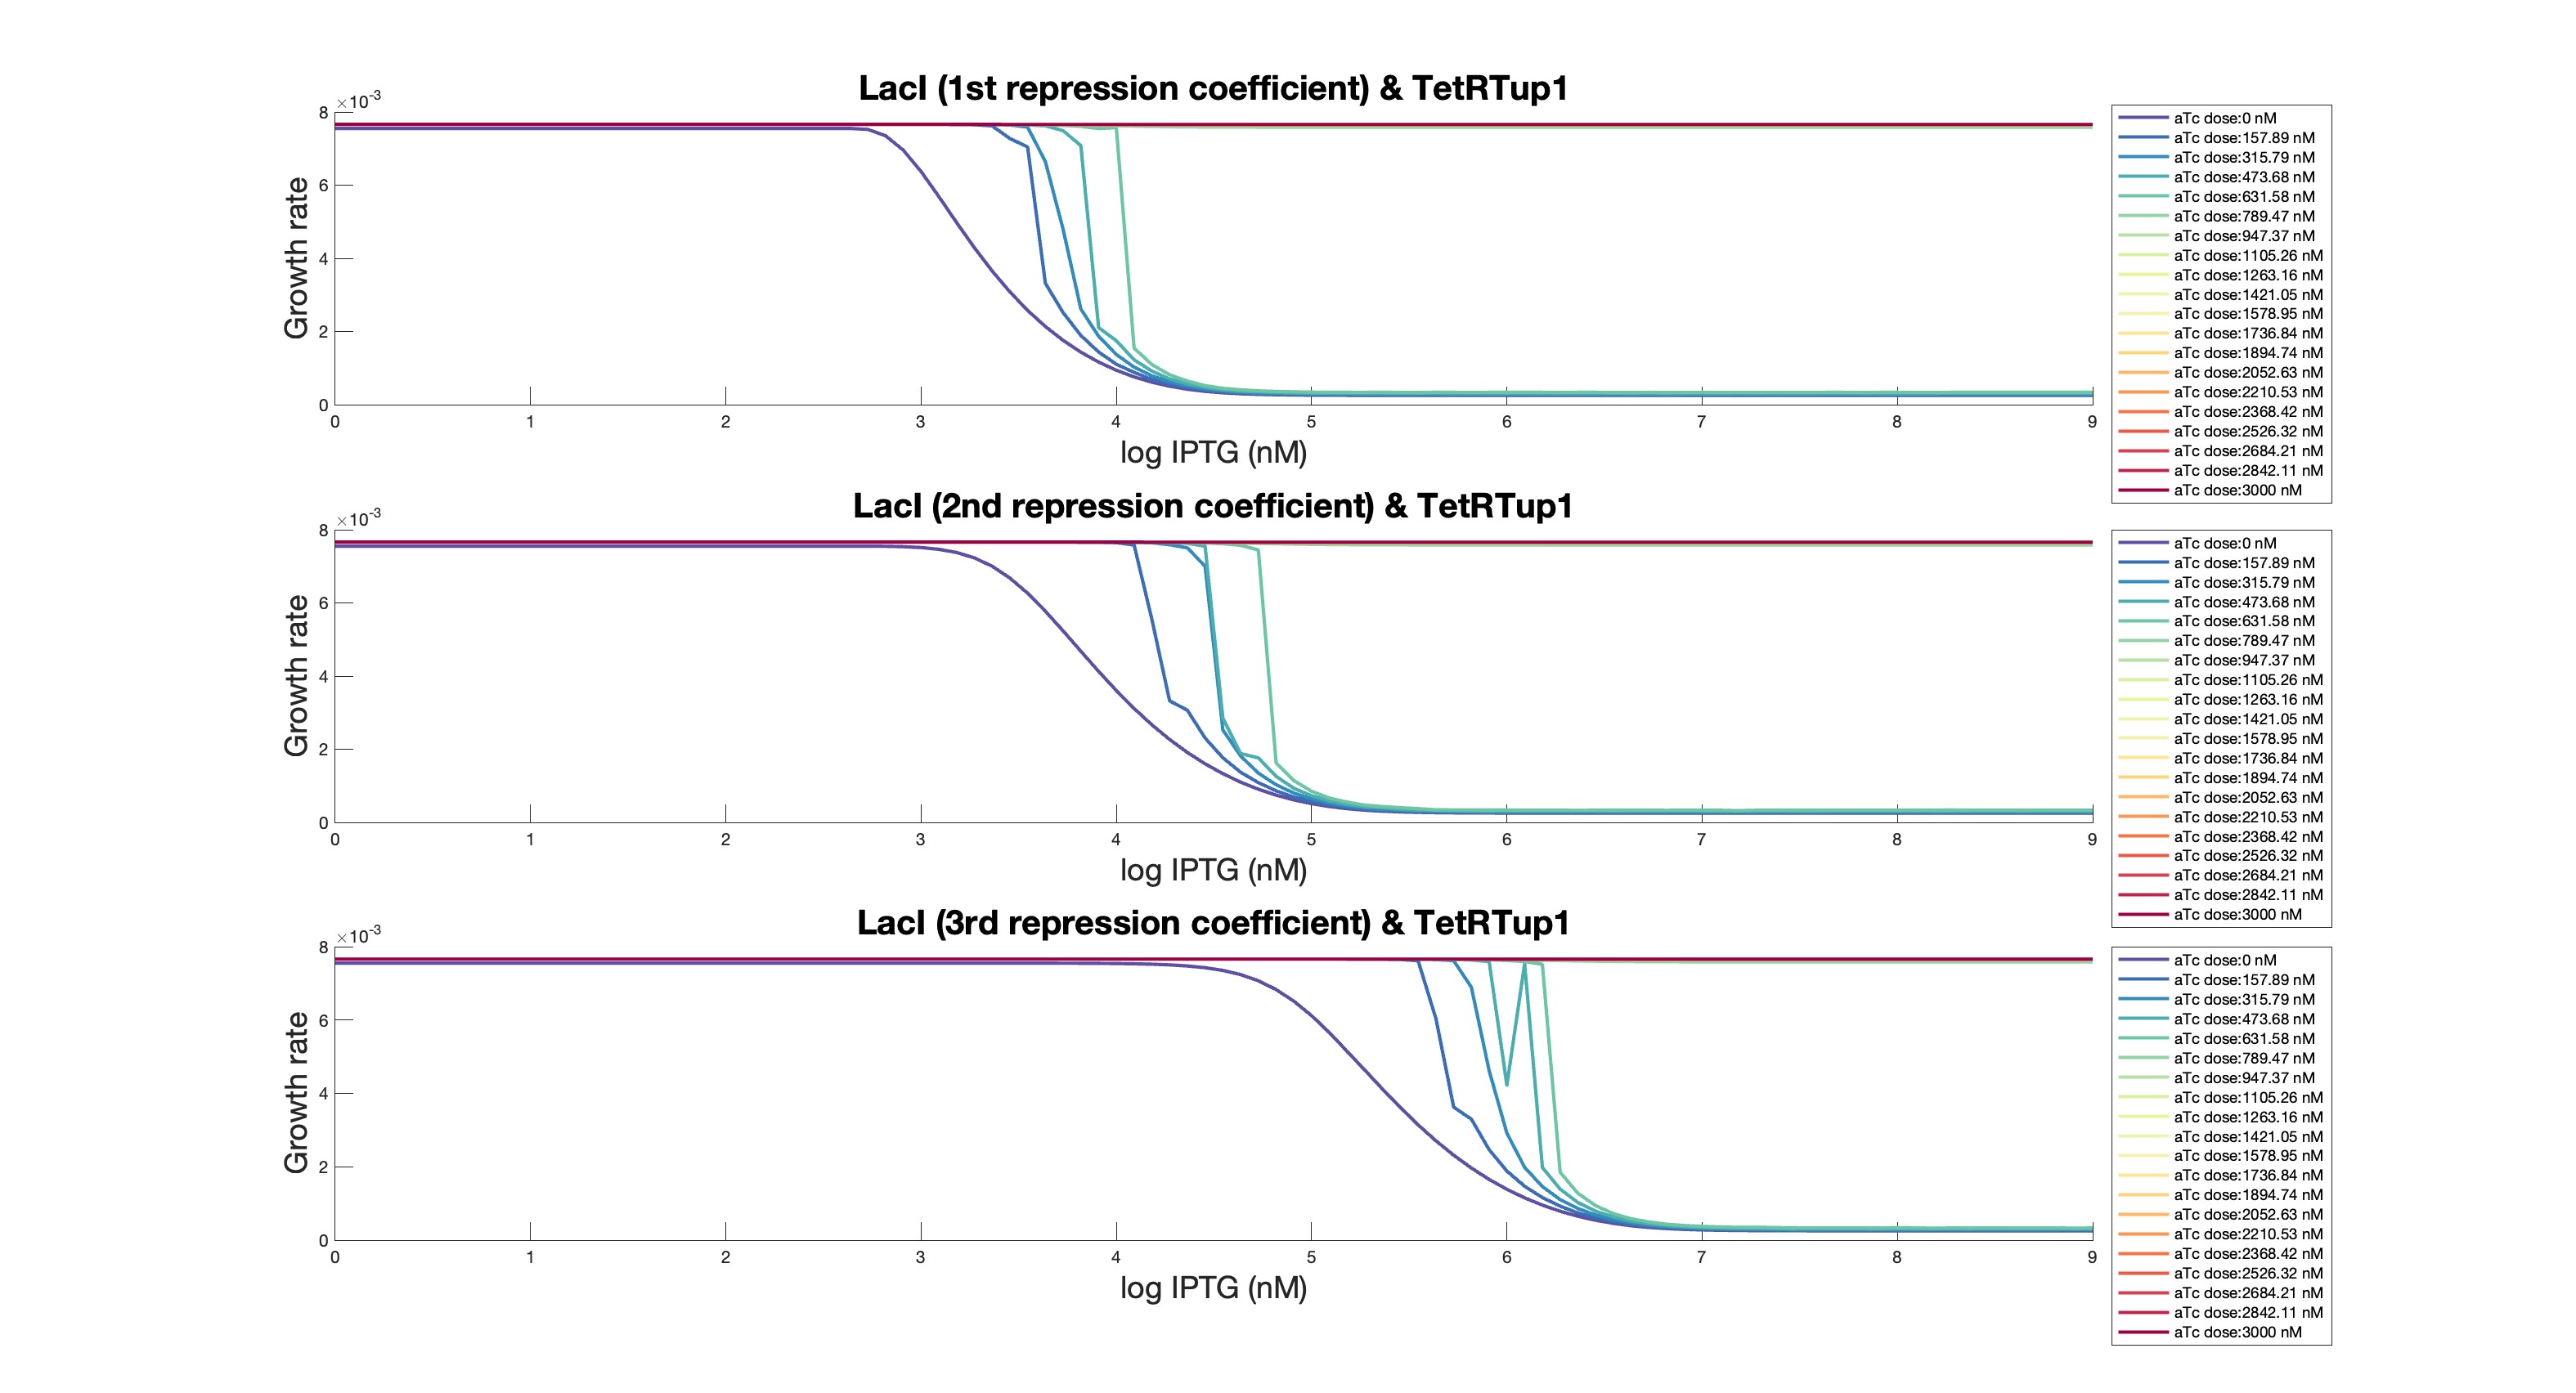 LacI (1st repression coefficient) & TetRTup1
×10-3
8
6
4
2
0
Growth rate
0 1 2 3 4 5 6 7 8 9
log IPTG (nM)
aTc dose:0 nM
aTc dose:157.89 nM
aTc dose:315.79 nM
aTc dose:473.68 nM
aTc dose:631.58 nM
aTc dose:789.47 nM
aTc dose:947.37 nM
aTc dose:1105.26 nM
aTc dose:1263.16 nM
aTc dose:1421.05 nM
aTc dose:1578.95 nM
aTc dose:1736.84 nM
aTc dose:1894.74 nM
aTc dose:2052.63 nM
aTc dose:2210.53 nM
aTc dose:2368.42 nM
aTc dose:2526.32 nM
aTc dose:2684.21 nM
aTc dose:2842.11 nM
aTc dose:3000 nM
LacI (2nd repression coefficient) & TetRTup1
×10-3
8
6
4
2
0
Growth rate
0 1 2 3 4 5 6 7 8 9
log IPTG (nM)
aTc dose:0 nM
aTc dose:157.89 nM
aTc dose:315.79 nM
aTc dose:473.68 nM
aTc dose:631.58 nM
aTc dose:789.47 nM
aTc dose:947.37 nM
aTc dose:1105.26 nM
aTc dose:1263.16 nM
aTc dose:1421.05 nM
aTc dose:1578.95 nM
aTc dose:1736.84 nM
aTc dose:1894.74 nM
aTc dose:2052.63 nM
aTc dose:2210.53 nM
aTc dose:2368.42 nM
aTc dose:2526.32 nM
aTc dose:2684.21 nM
aTc dose:2842.11 nM
aTc dose:3000 nM
LacI (3rd repression coefficient) & TetRTup1
×10-3
8
6
4
2
0
Growth rate
0 1 2 3 4 5 6 7 8 9
log IPTG (nM)
aTc dose:0 nM
aTc dose:157.89 nM
aTc dose:315.79 nM
aTc dose:473.68 nM
aTc dose:631.58 nM
aTc dose:789.47 nM
aTc dose:947.37 nM
aTc dose:1105.26 nM
aTc dose:1263.16 nM
aTc dose:1421.05 nM
aTc dose:1578.95 nM
aTc dose:1736.84 nM
aTc dose:1894.74 nM
aTc dose:2052.63 nM
aTc dose:2210.53 nM
aTc dose:2368.42 nM
aTc dose:2526.32 nM
aTc dose:2684.21 nM
aTc dose:2842.11 nM
aTc dose:3000 nM